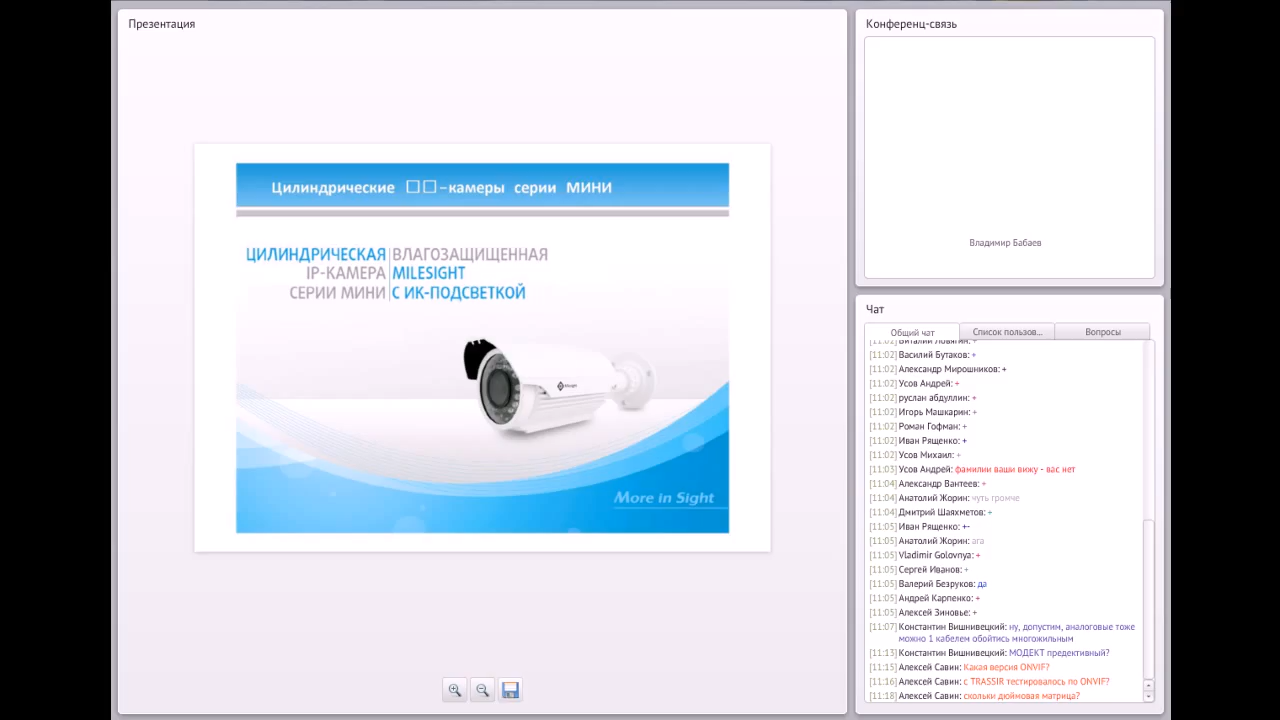 Презентация
Цилиндрические □□–камеры серии МИНИ
ЦИЛИНДРИЧЕСКАЯ ВЛАГОЗАЩИЩЕННАЯ
IP-КАМЕРА MILESIGHT
СЕРИИ МИНИ С ИК-ПОДСВЕТКОЙ
Milesight
More in Sight
Конференц-связь
Владимир Бабаев
Чат
Общий чат
Список пользов...
Вопросы
[11:01] Виталий Ловягин: +
[11:02] Василий Бутаков: +
[11:02] Александр Мирошников: +
[11:02] Усов Андрей: +
[11:02] руслан абдуллин: +
[11:02] Игорь Машкарин: +
[11:02] Роман Гофман: +
[11:02] Иван Рященко: +
[11:02] Усов Михаил: +
[11:03] Усов Андрей: фамилии ваши вижу - вас нет
[11:04] Александр Вантеев: +
[11:04] Анатолий Жорин: чуть громче
[11:04] Дмитрий Шаяхметов: +
[11:05] Иван Рященко: +-
[11:05] Анатолий Жорин: ага
[11:05] Vladimir Golovnya: +
[11:05] Сергей Иванов: +
[11:05] Валерий Безруков: да
[11:05] Андрей Карпенко: +
[11:05] Алексей Зиновье: +
[11:07] Константин Вишнивецкий: ну, допустим, аналоговые тоже
можно 1 кабелем обойтись многожильным
[11:13] Константин Вишнивецкий: МОДЕКТ предективный?
[11:15] Алексей Савин: Какая версия ONVIF?
[11:16] Алексей Савин: с TRASSIR тестировалось по ONVIF?
[11:18] Алексей Савин: скольки дюймовая матрица?